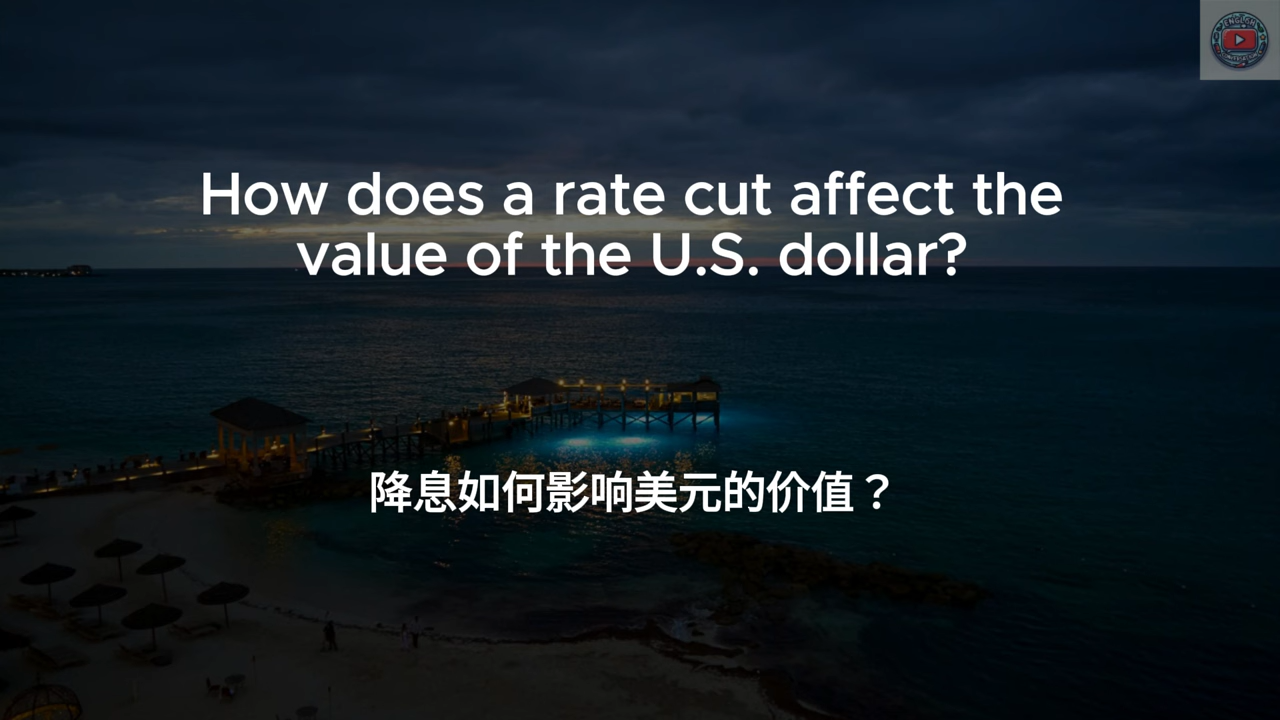 How does a rate cut affect the
value of the U.S. dollar?
降息如何影响美元的价值？